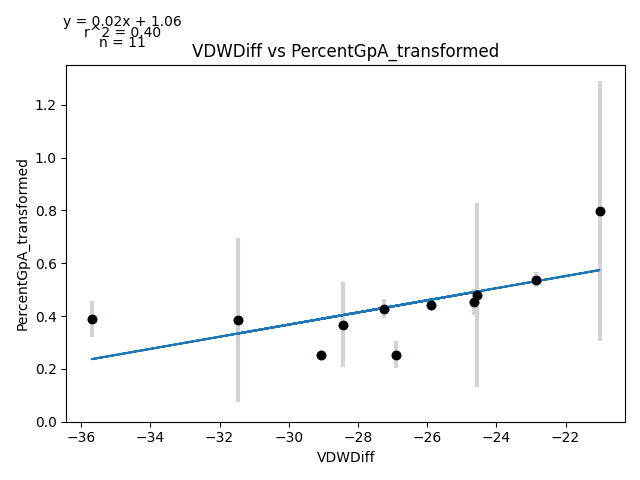 y = 0.02x + 1.06
r^2 = 0.40
n = 11
VDWDiff vs PercentGpA_transformed
PercentGpA_transformed
1.2
1.0
0.8
0.6
0.4
0.2
0.0
−36 −34 −32 −30 −28 −26 −24 −22
VDWDiff